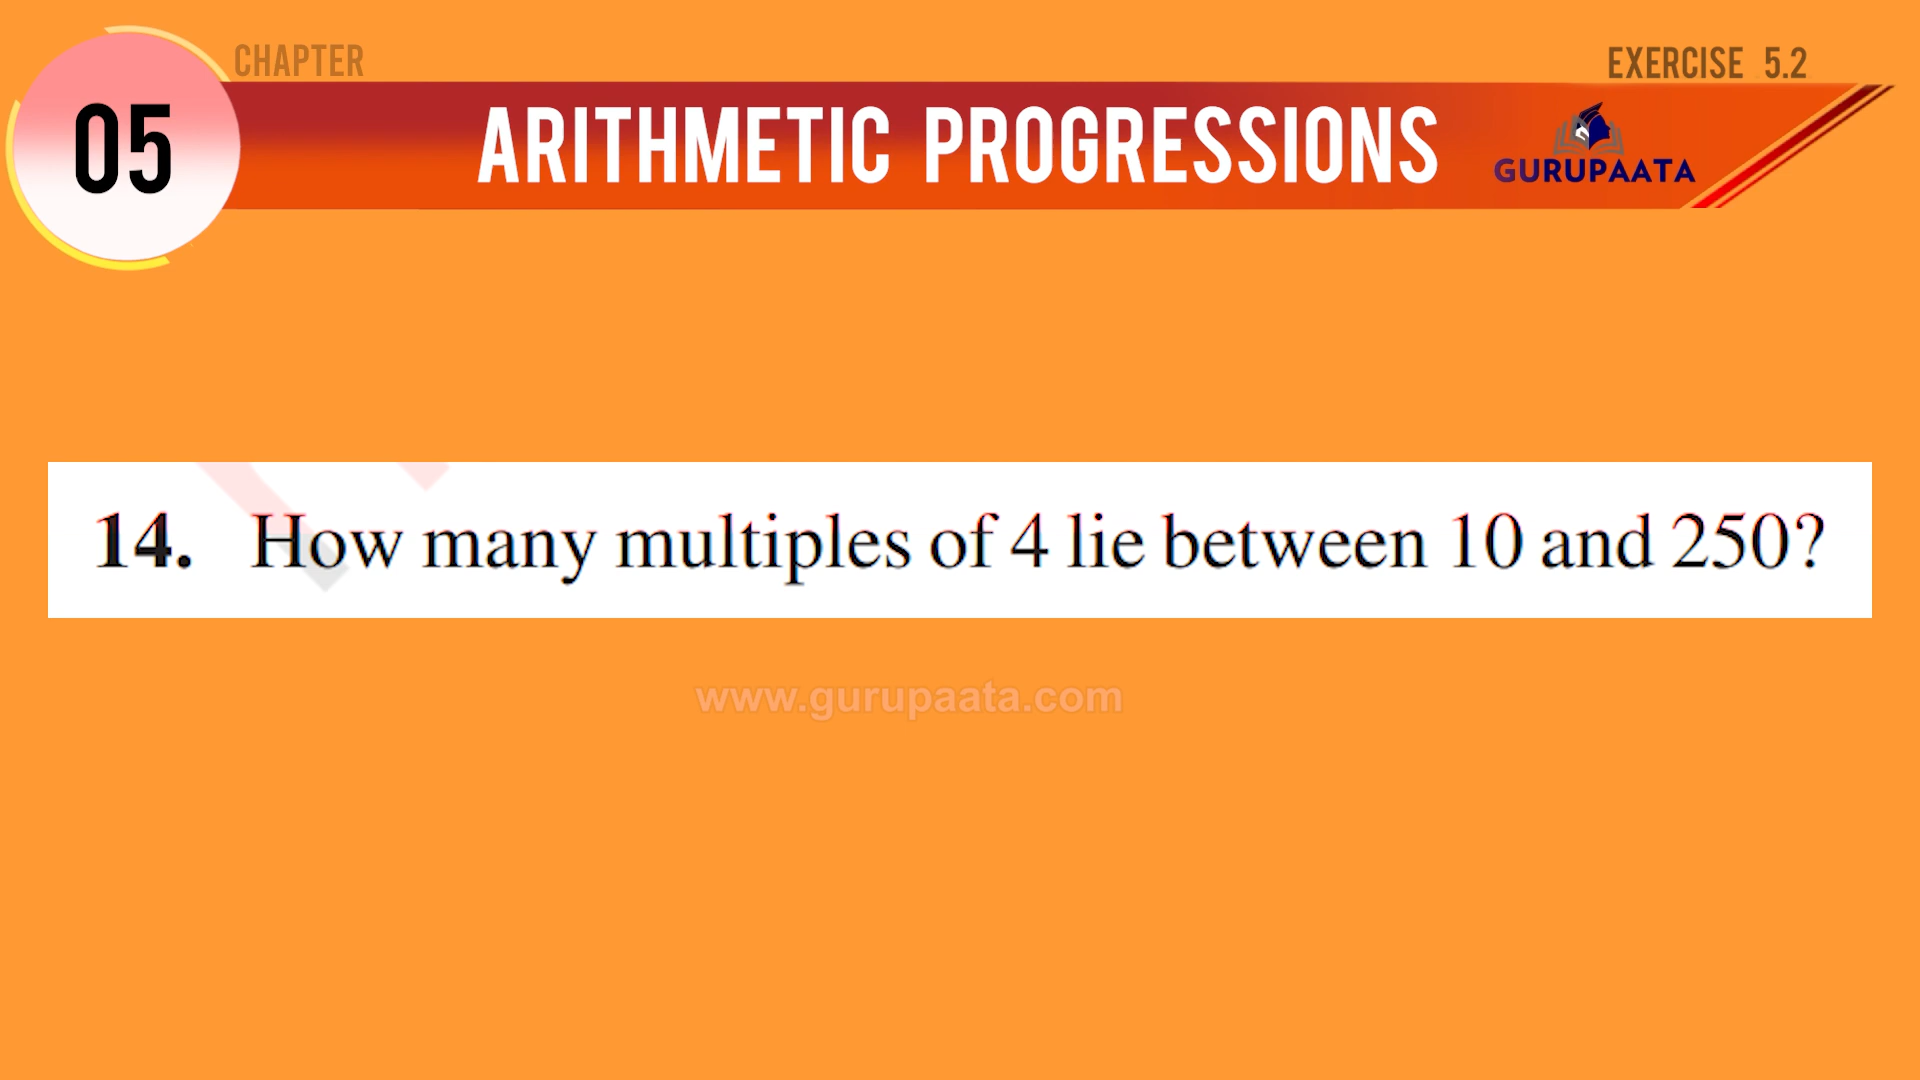 CHAPTER
EXERCISE 5.2
05
ARITHMETIC PROGRESSIONS
GURUPAATA
14. How many multiples of 4 lie between 10 and 250?
www.gurupaata.com